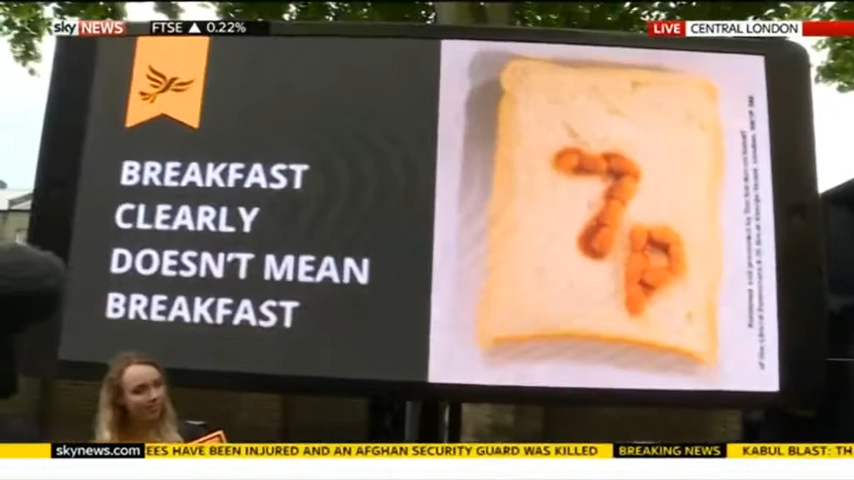 sky NEWS
FTSE ▲ 0.22%
LIVE
CENTRAL LONDON
BREAKFAST
CLEARLY
DOESN'T MEAN
BREAKFAST
7p
skynews.com
EES HAVE BEEN INJURED AND AN AFGHAN SECURITY GUARD WAS KILLED
BREAKING NEWS
KABUL BLAST: TH